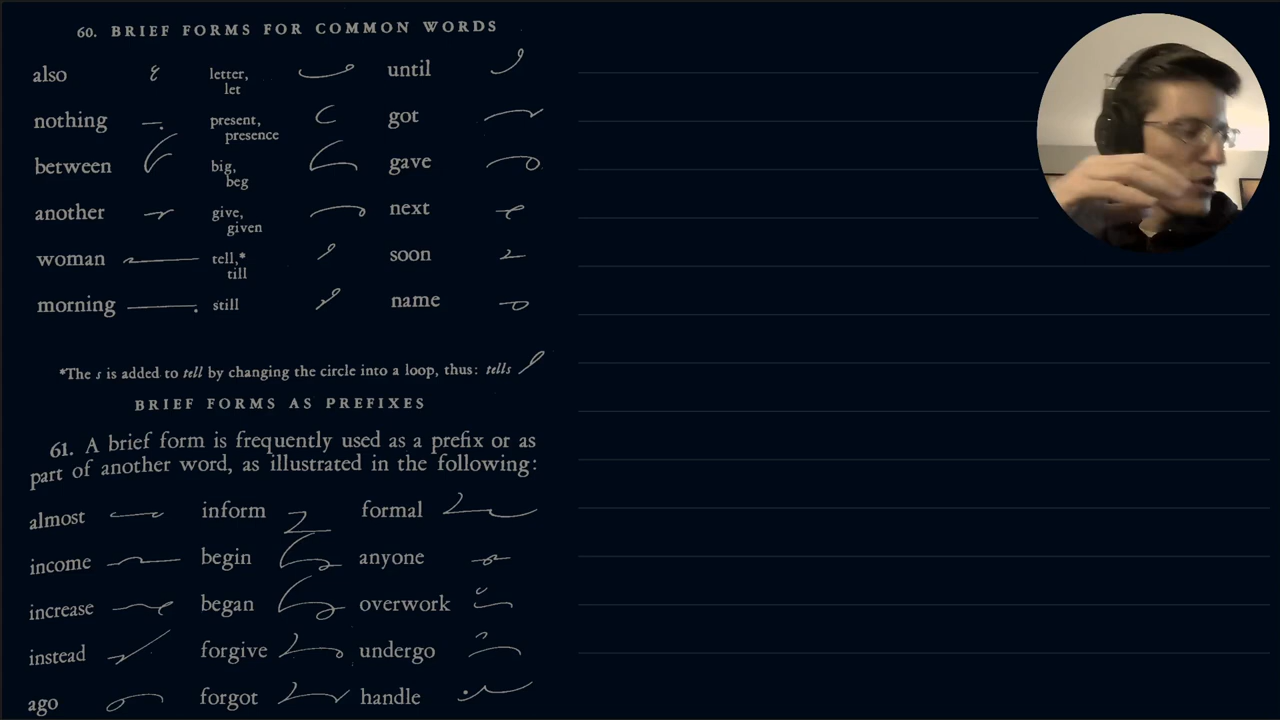 60. BRIEF FORMS FOR COMMON WORDS
also letter, let until
nothing present, presence got
between big, beg gave
another give, given next
woman tell,* till soon
morning still name
*The s is added to tell by changing the circle into a loop, thus: tells
BRIEF FORMS AS PREFIXES
61. A brief form is frequently used as a prefix or as
part of another word, as illustrated in the following:
almost inform formal
income begin anyone
increase began overwork
instead forgive undergo
ago forgot handle